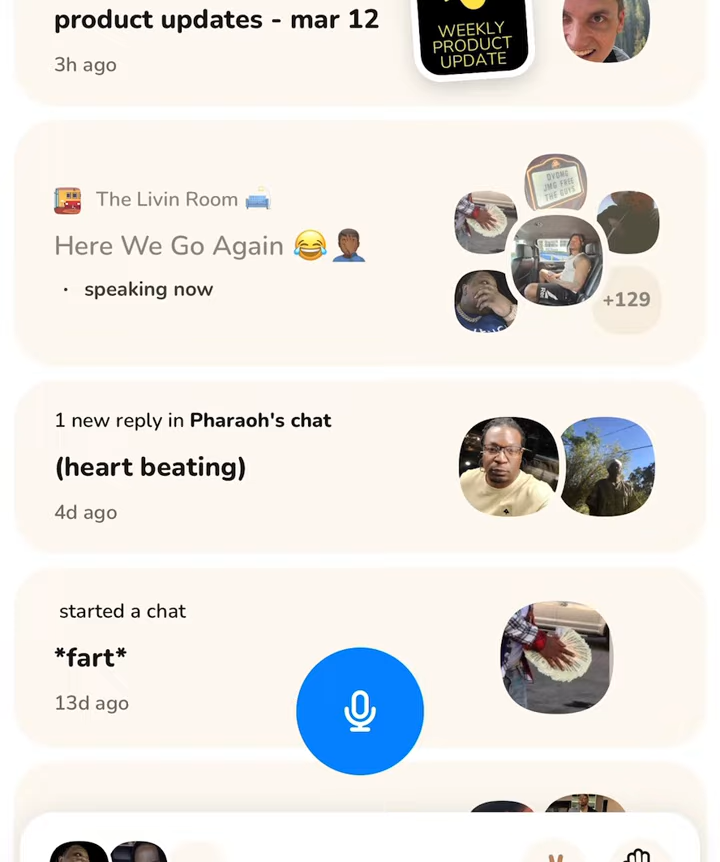 product updates - mar 12
3h ago
WEEKLY
PRODUCT
UPDATE
The Livin Room 🛋️
Here We Go Again 😂🤦🏾‍♂️
· speaking now
+129
1 new reply in Pharaoh's chat
(heart beating)
4d ago
started a chat
*fart*
13d ago